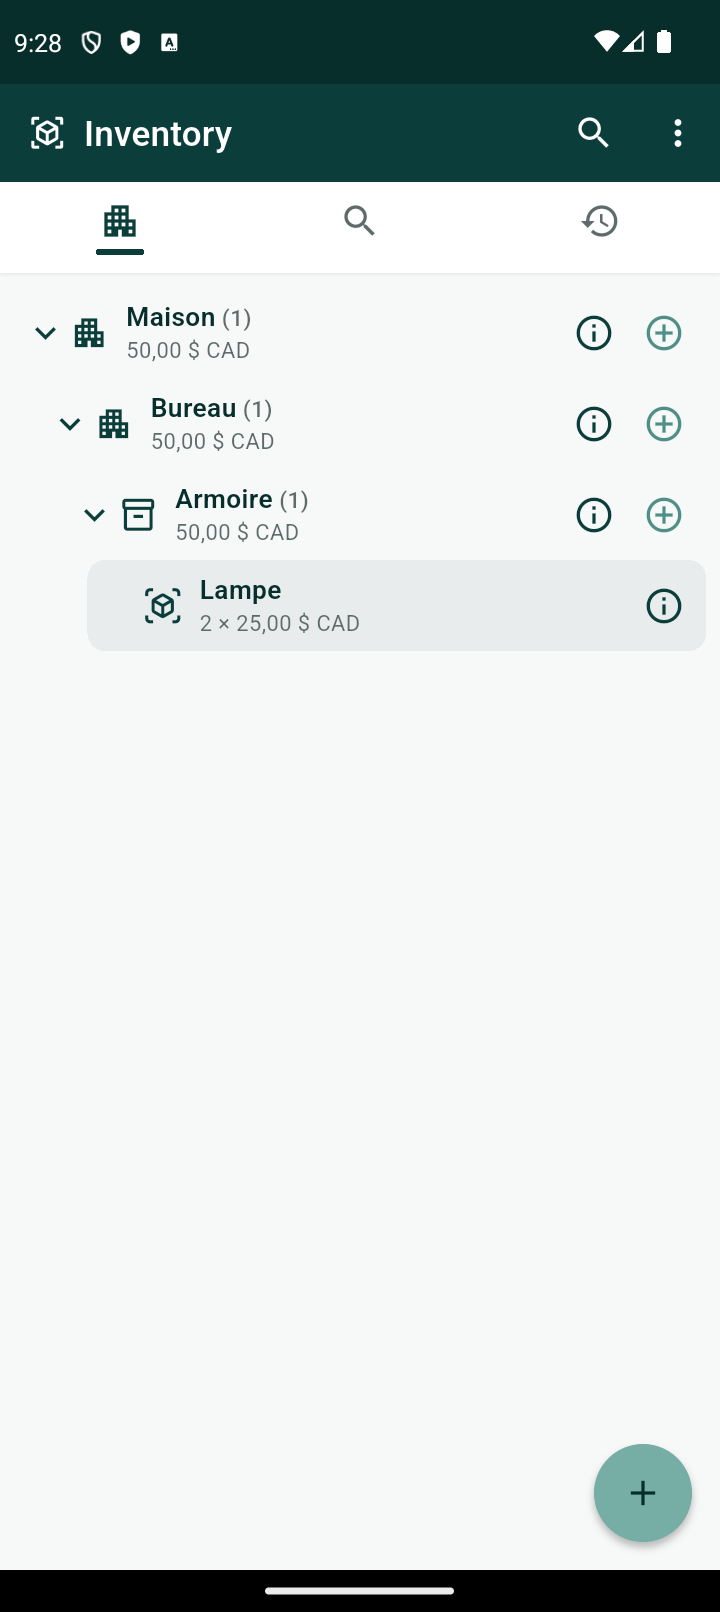 9:28
Inventory
Maison (1)
50,00 $ CAD
Bureau (1)
50,00 $ CAD
Armoire (1)
50,00 $ CAD
Lampe
2 × 25,00 $ CAD